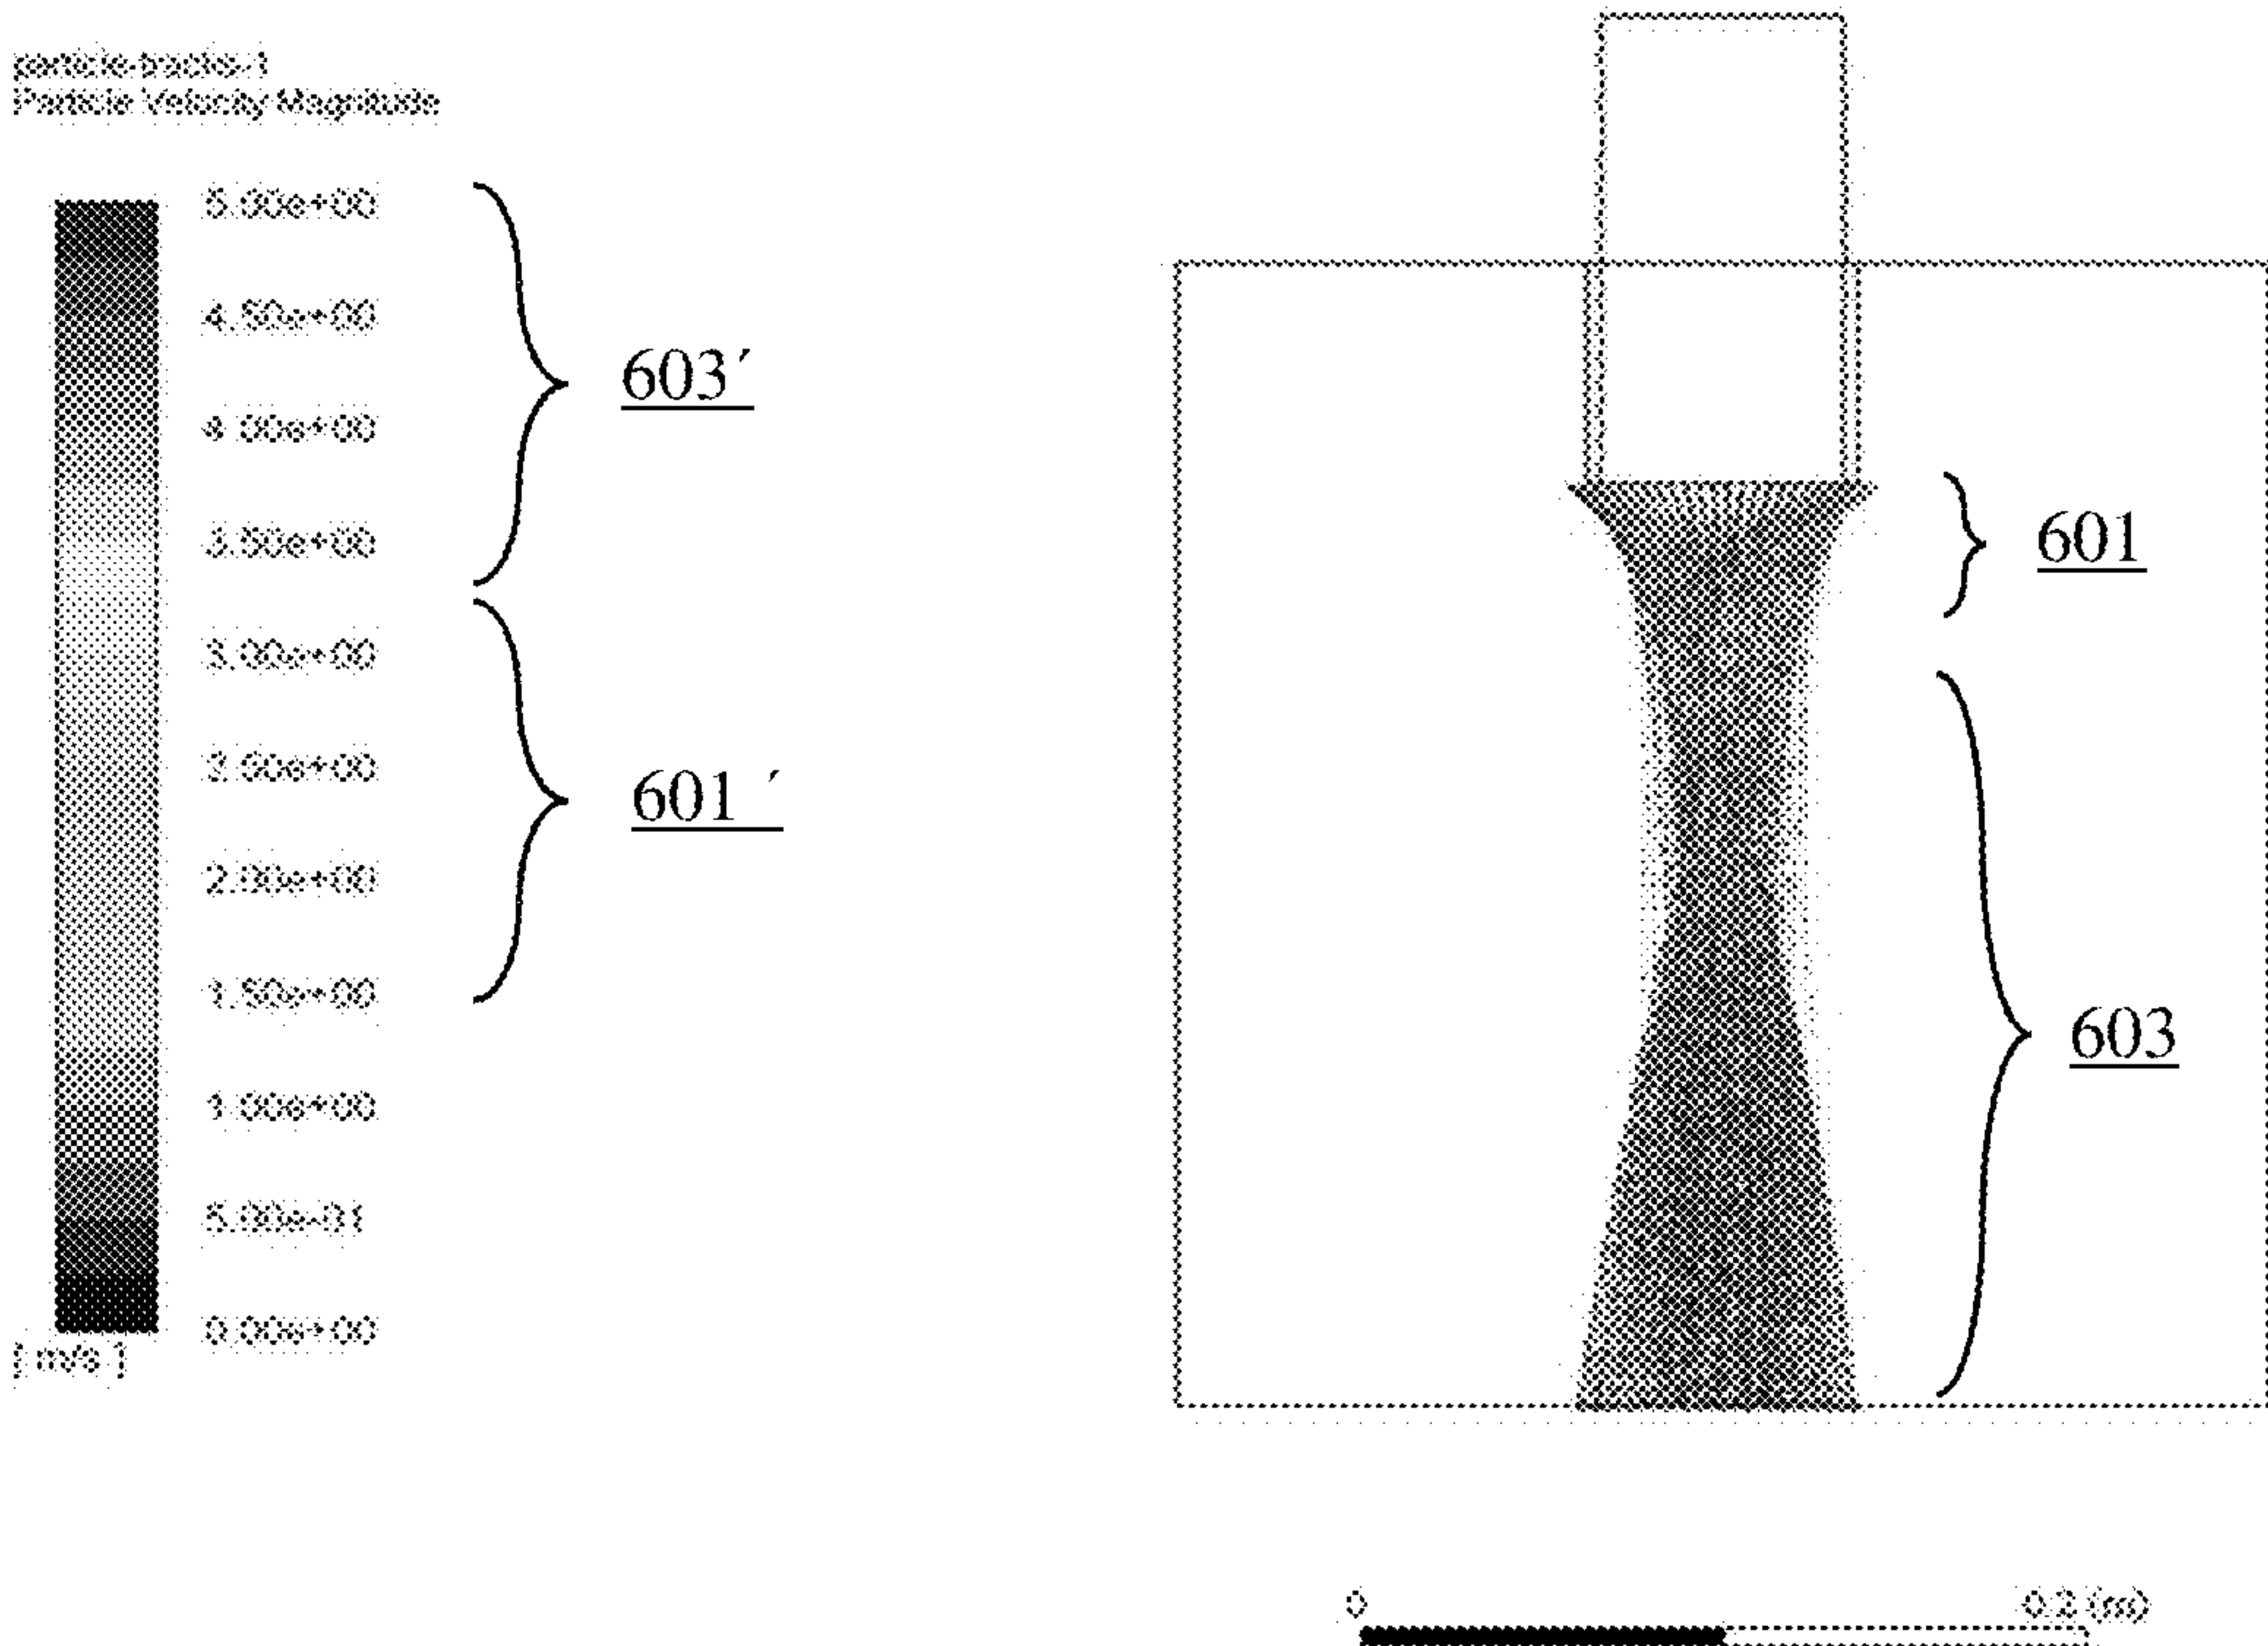 particle-tracks-1
Particle Velocity Magnitude
5.00e+00
4.50e+00
4.00e+00
3.50e+00
3.00e+00
2.50e+00
2.00e+00
1.50e+00
1.00e+00
5.00e-01
0.00e+00
[ m/s ]
603´
601 ´
601
603
0
0.2 (m)